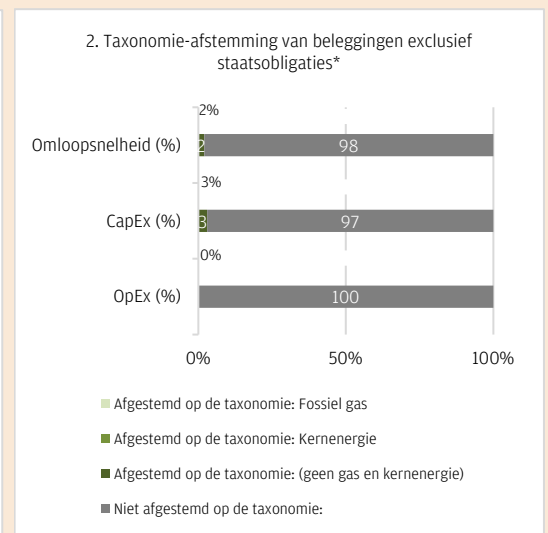 2. Taxonomie-afstemming van beleggingen exclusief
staatsobligaties*
2%
Omloopsnelheid (%) 2 98
3%
CapEx (%) 3 97
0%
OpEx (%) 100
0% 50% 100%
Afgestemd op de taxonomie: Fossiel gas
Afgestemd op de taxonomie: Kernenergie
Afgestemd op de taxonomie: (geen gas en kernenergie)
Niet afgestemd op de taxonomie: